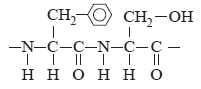 CH₂— CH₂—OH
—N—C—C—N—C—C—
H H O H H O